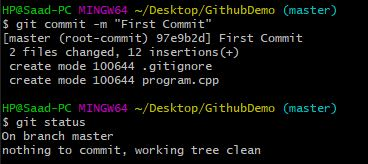 HP@Saad-PC MINGW64 ~/Desktop/GithubDemo (master)
$ git commit -m "First Commit"
[master (root-commit) 97e9b2d] First Commit
 2 files changed, 12 insertions(+)
 create mode 100644 .gitignore
 create mode 100644 program.cpp
HP@Saad-PC MINGW64 ~/Desktop/GithubDemo (master)
$ git status
On branch master
nothing to commit, working tree clean